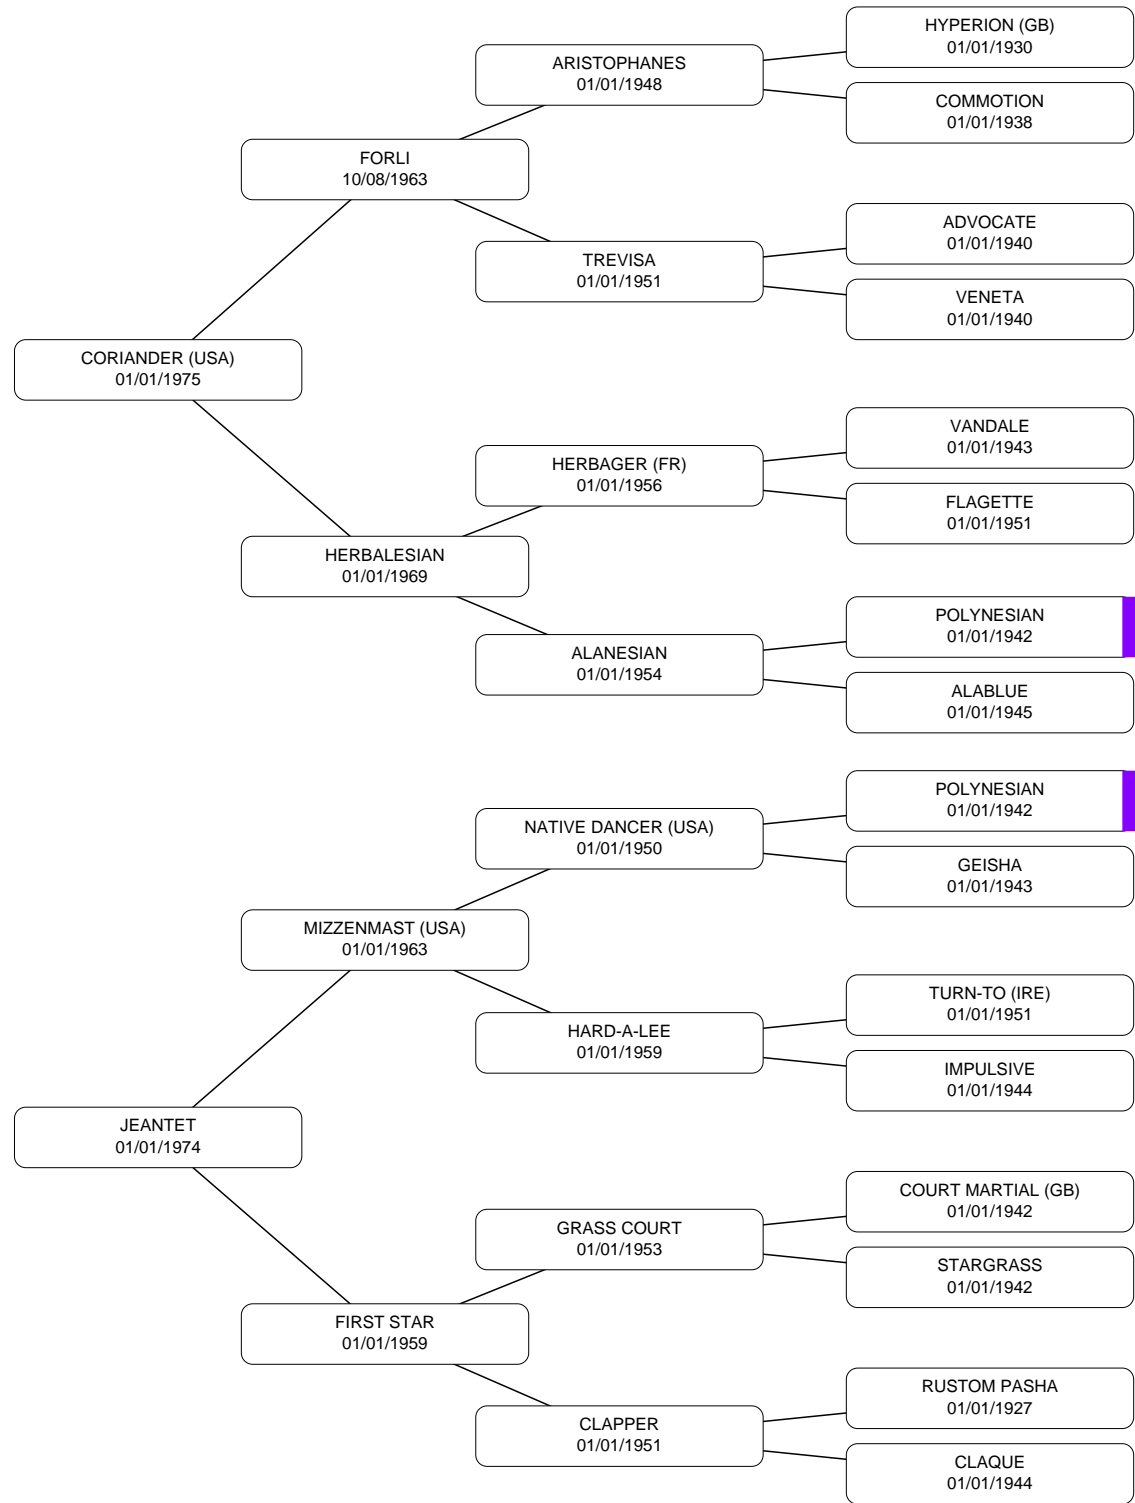 HYPERION (GB)
01/01/1930
ARISTOPHANES
01/01/1948
COMMOTION
01/01/1938
FORLI
10/08/1963
ADVOCATE
01/01/1940
TREVISA
01/01/1951
VENETA
01/01/1940
CORIANDER (USA)
01/01/1975
VANDALE
01/01/1943
HERBAGER (FR)
01/01/1956
FLAGETTE
01/01/1951
HERBALESIAN
01/01/1969
POLYNESIAN
01/01/1942
ALANESIAN
01/01/1954
ALABLUE
01/01/1945
POLYNESIAN
01/01/1942
NATIVE DANCER (USA)
01/01/1950
GEISHA
01/01/1943
MIZZENMAST (USA)
01/01/1963
TURN-TO (IRE)
01/01/1951
HARD-A-LEE
01/01/1959
IMPULSIVE
01/01/1944
JEANTET
01/01/1974
COURT MARTIAL (GB)
01/01/1942
GRASS COURT
01/01/1953
STARGRASS
01/01/1942
FIRST STAR
01/01/1959
RUSTOM PASHA
01/01/1927
CLAPPER
01/01/1951
CLAQUE
01/01/1944